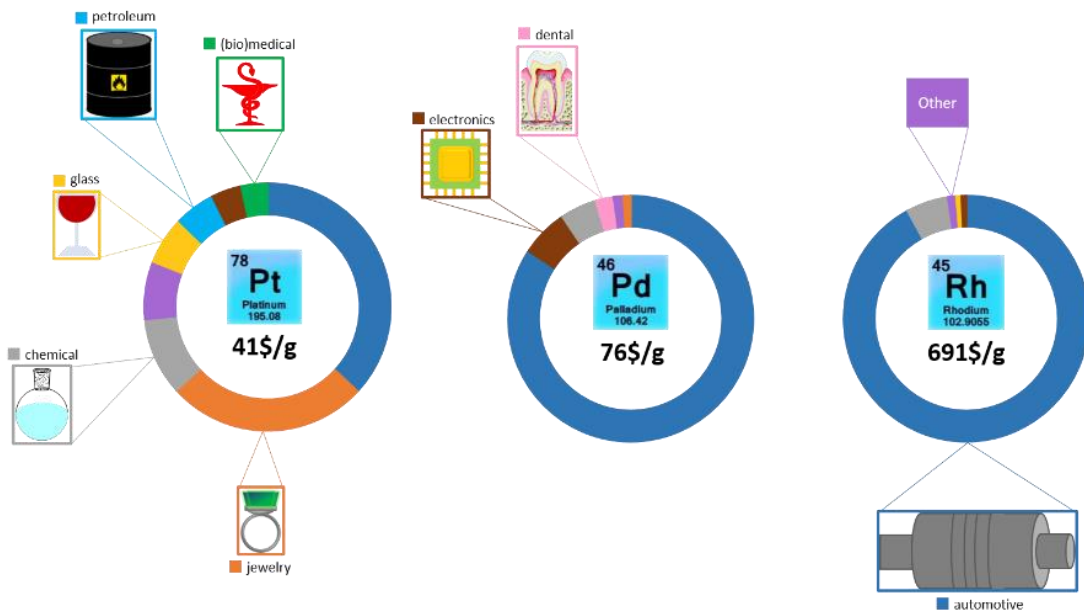 petroleum
(bio)medical
glass
chemical
78
Pt
Platinum
195.08
41$/g
jewelry
dental
electronics
46
Pd
Palladium
106.42
76$/g
Other
45
Rh
Rhodium
102.9055
691$/g
automotive